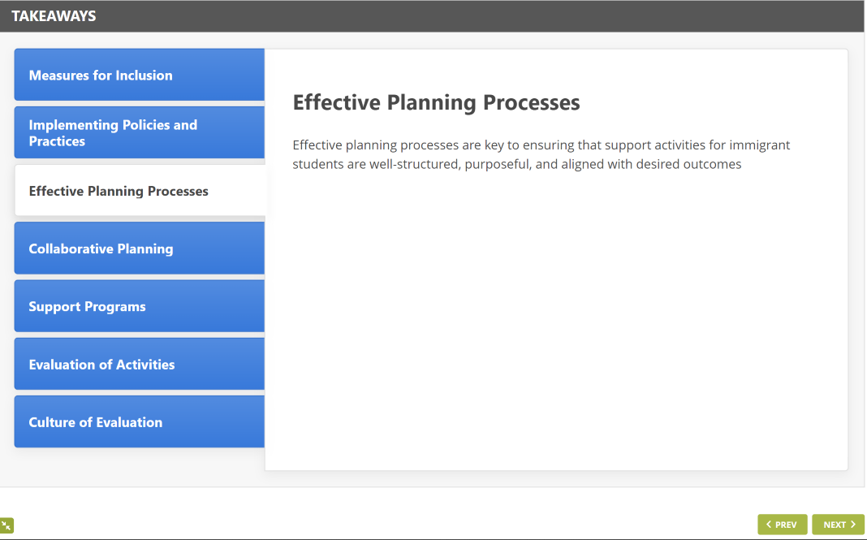 TAKEAWAYS
Measures for Inclusion
Implementing Policies and
Practices
Effective Planning Processes
Collaborative Planning
Support Programs
Evaluation of Activities
Culture of Evaluation
Effective Planning Processes
Effective planning processes are key to ensuring that support activities for immigrant
students are well-structured, purposeful, and aligned with desired outcomes
PREV
NEXT